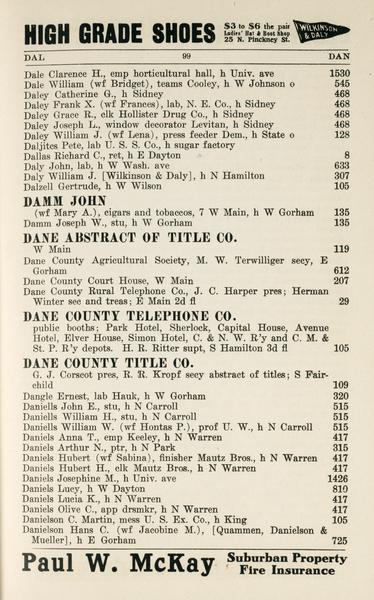 HIGH GRADE SHOES
$3 to $6 the pair
Ladies' Hat & Boot Shop
25 N. Pinckney St.
WILKINSON & DALY
DAL 99 DAN
Dale Clarence H., emp horticultural hall, h Univ. ave 1530
Dale William (wf Bridget), teams Cooley, h W Johnson o 545
Daley Catherine G., h Sidney 468
Daley Frank X. (wf Frances), lab, N. E. Co., h Sidney 468
Daley Grace R., clk Hollister Drug Co., h Sidney 468
Daley Joseph L., window decorator Levitan, h Sidney 468
Daley William J. (wf Lena), press feeder Dem., h State o 128
Daljites Pete, lab U. S. S. Co., h sugar factory
Dallas Richard C., ret, h E Dayton 8
Daly John, lab, h W Wash. ave 633
Daly William J. [Wilkinson & Daly], h N Hamilton 307
Dalzell Gertrude, h W Wilson 105
DAMM JOHN
(wf Mary A.), cigars and tobaccos, 7 W Main, h W Gorham 135
Damm Joseph W., stu, h W Gorham 135
DANE ABSTRACT OF TITLE CO.
W Main 119
Dane County Agricultural Society, M. W. Terwilliger secy, E
Gorham 612
Dane County Court House, W Main 207
Dane County Rural Telephone Co., J. C. Harper pres; Herman
Winter sec and treas; E Main 2d fl 29
DANE COUNTY TELEPHONE CO.
public booths; Park Hotel, Sherlock, Capital House, Avenue
Hotel, Elver House, Simon Hotel, C. & N. W. R'y and C. M. &
St. P. R'y depots. H. R. Ritter supt, S Hamilton 3d fl 105
DANE COUNTY TITLE CO.
G. J. Corscot pres, R. R. Kropf secy abstract of titles; S Fair-
child 109
Dangle Ernest, lab Hauk, h W Gorham 320
Daniells John E., stu, h N Carroll 515
Daniells William H., stu, h N Carroll 515
Daniells William W. (wf Hontas P.), prof U. W., h N Carroll 515
Daniels Anna T., emp Keeley, h N Warren 417
Daniels Arthur N., ptr, h N Park 315
Daniels Hubert (wf Sabina), finisher Mautz Bros., h N Warren 417
Daniels Hubert H., clk Mautz Bros., h N Warren 417
Daniels Josephine M., h Univ. ave 1426
Daniels Lucy, h W Dayton 810
Daniels Lucia K., h N Warren 417
Daniels Olive C., app drsmkr, h N Warren 417
Danielson C. Martin, mess U. S. Ex. Co., h King 105
Danielson Hans C. (wf Jacobine M.), [Quammen, Danielson &
Mueller], h E Gorham 725
Paul W. McKay
Suburban Property
Fire Insurance